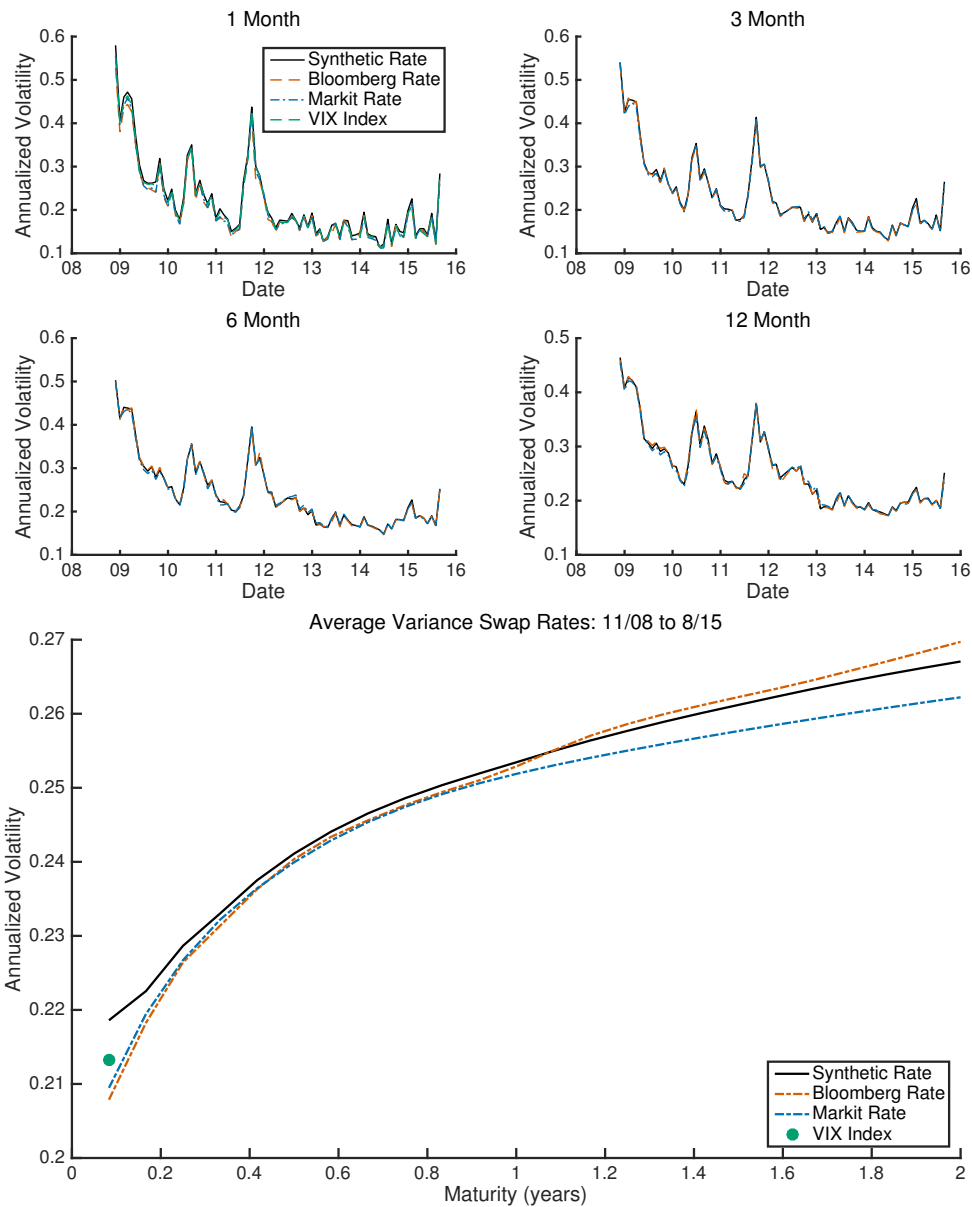 1 Month
Annualized Volatility
0.6
0.5
0.4
0.3
0.2
0.1
Synthetic Rate
Bloomberg Rate
Markit Rate
VIX Index
08 09 10 11 12 13 14 15 16
Date
3 Month
Annualized Volatility
0.6
0.5
0.4
0.3
0.2
0.1
08 09 10 11 12 13 14 15 16
Date
6 Month
Annualized Volatility
0.6
0.5
0.4
0.3
0.2
0.1
08 09 10 11 12 13 14 15 16
Date
12 Month
Annualized Volatility
0.5
0.4
0.3
0.2
0.1
08 09 10 11 12 13 14 15 16
Date
Average Variance Swap Rates: 11/08 to 8/15
Annualized Volatility
0.27
0.26
0.25
0.24
0.23
0.22
0.21
0.2
Synthetic Rate
Bloomberg Rate
Markit Rate
VIX Index
0 0.2 0.4 0.6 0.8 1 1.2 1.4 1.6 1.8 2
Maturity (years)